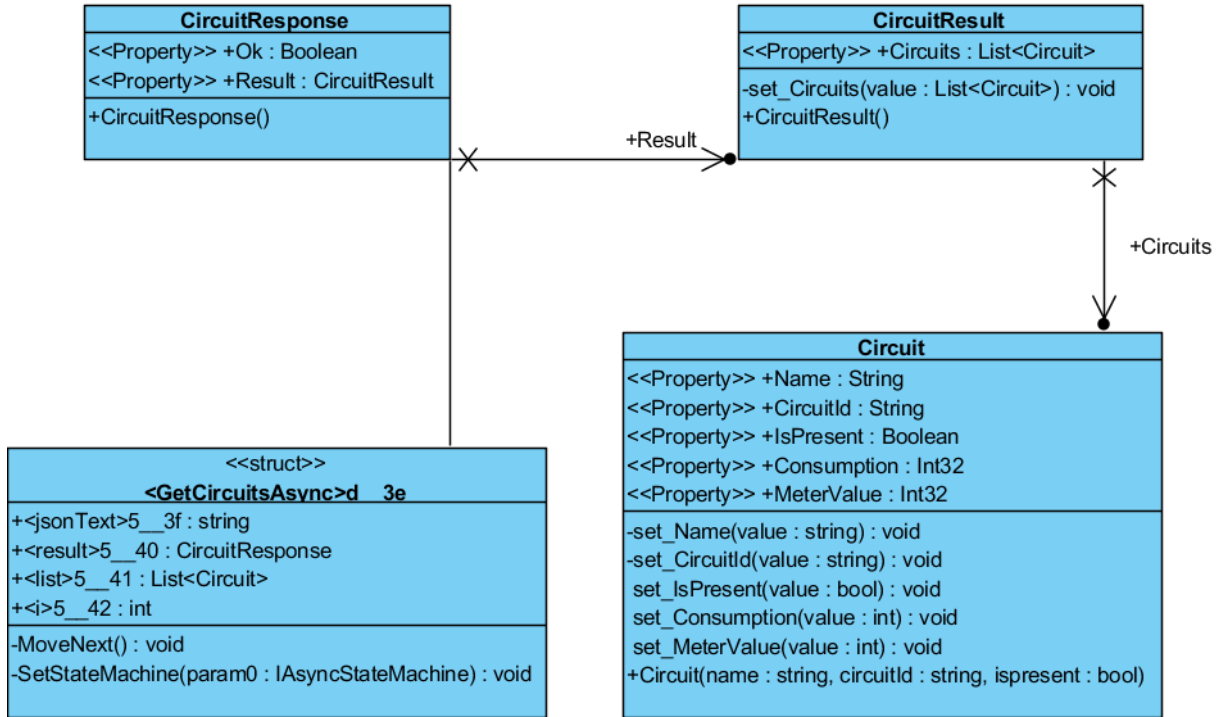 CircuitResponse
<<Property>> +Ok : Boolean
<<Property>> +Result : CircuitResult
+CircuitResponse()
CircuitResult
<<Property>> +Circuits : List<Circuit>
-set_Circuits(value : List<Circuit>) : void
+CircuitResult()
+Result
+Circuits
Circuit
<<Property>> +Name : String
<<Property>> +CircuitId : String
<<Property>> +IsPresent : Boolean
<<Property>> +Consumption : Int32
<<Property>> +MeterValue : Int32
-set_Name(value : string) : void
-set_CircuitId(value : string) : void
set_IsPresent(value : bool) : void
set_Consumption(value : int) : void
set_MeterValue(value : int) : void
+Circuit(name : string, circuitId : string, ispresent : bool)
<<struct>>
<GetCircuitsAsync>d__3e
+<jsonText>5__3f : string
+<result>5__40 : CircuitResponse
+<list>5__41 : List<Circuit>
+<i>5__42 : int
-MoveNext() : void
-SetStateMachine(param0 : IAsyncStateMachine) : void